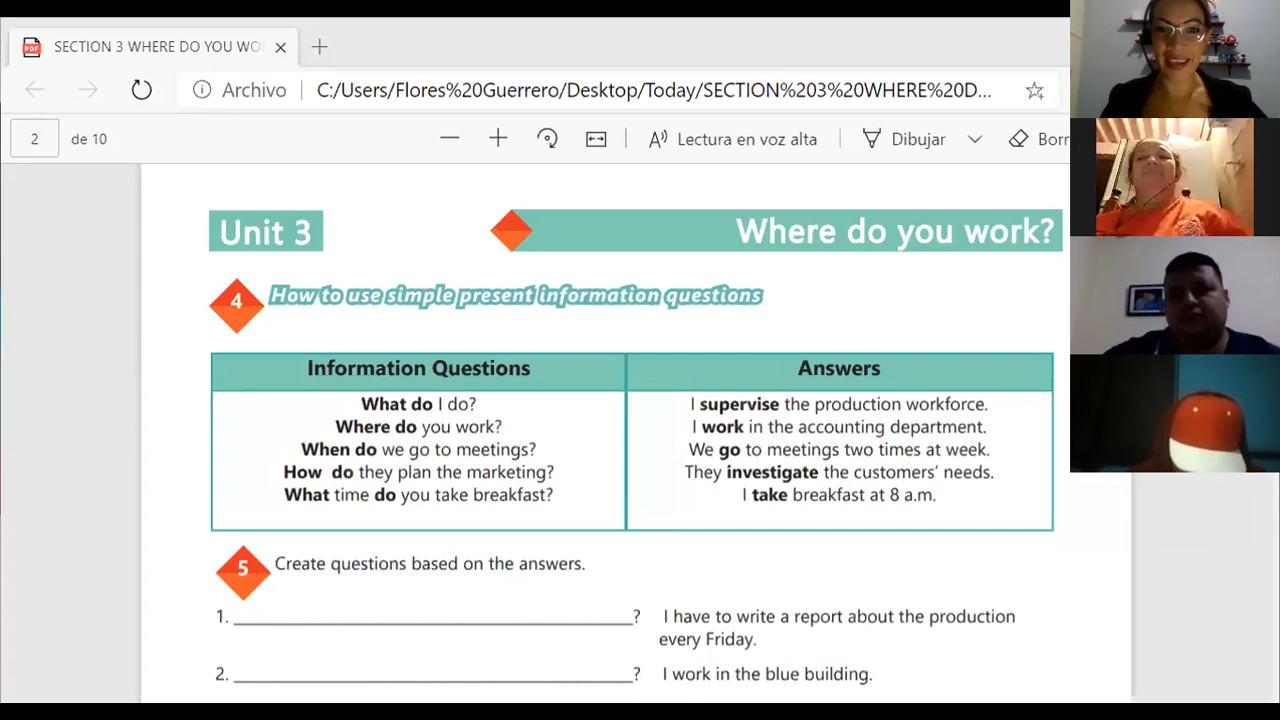 SECTION 3 WHERE DO YOU WO
Archivo C:/Users/Flores%20Guerrero/Desktop/Today/SECTION%203%20WHERE%20D...
2 de 10 Lectura en voz alta Dibujar Borr
Unit 3 Where do you work?
4 How to use simple present information questions
Information Questions Answers
What do I do? I supervise the production workforce.
Where do you work? I work in the accounting department.
When do we go to meetings? We go to meetings two times at week.
How do they plan the marketing? They investigate the customers' needs.
What time do you take breakfast? I take breakfast at 8 a.m.
5 Create questions based on the answers.
1. ______________________________? I have to write a report about the production
every Friday.
2. ______________________________? I work in the blue building.